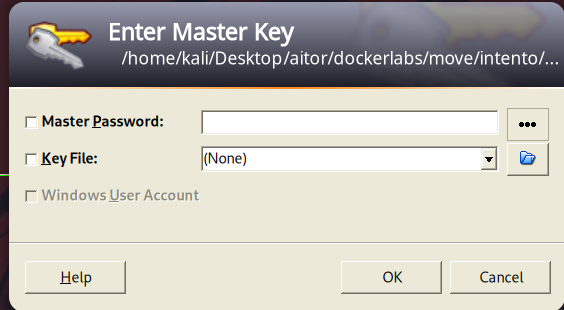 Enter Master Key
/home/kali/Desktop/aitor/dockerlabs/move/intento/...
Master Password:
Key File:
(None)
Windows User Account
Help
OK
Cancel